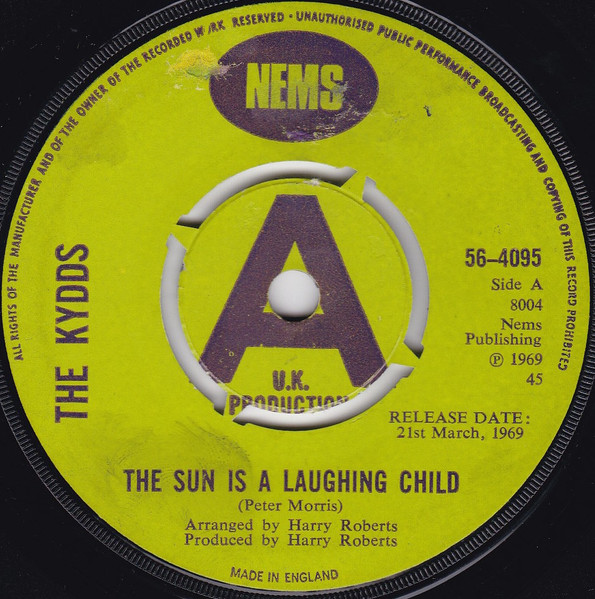 ALL RIGHTS OF THE MANUFACTURER AND OF THE OWNER OF THE RECORDED WORK RESERVED · UNAUTHORISED PUBLIC PERFORMANCE BROADCASTING AND COPYING OF THIS RECORD PROHIBITED
NEMS
THE KYDDS
A
U.K.
PRODUCTION
56-4095
Side A
8004
Nems
Publishing
℗ 1969
45
RELEASE DATE:
21st March, 1969
THE SUN IS A LAUGHING CHILD
(Peter Morris)
Arranged by Harry Roberts
Produced by Harry Roberts
MADE IN ENGLAND